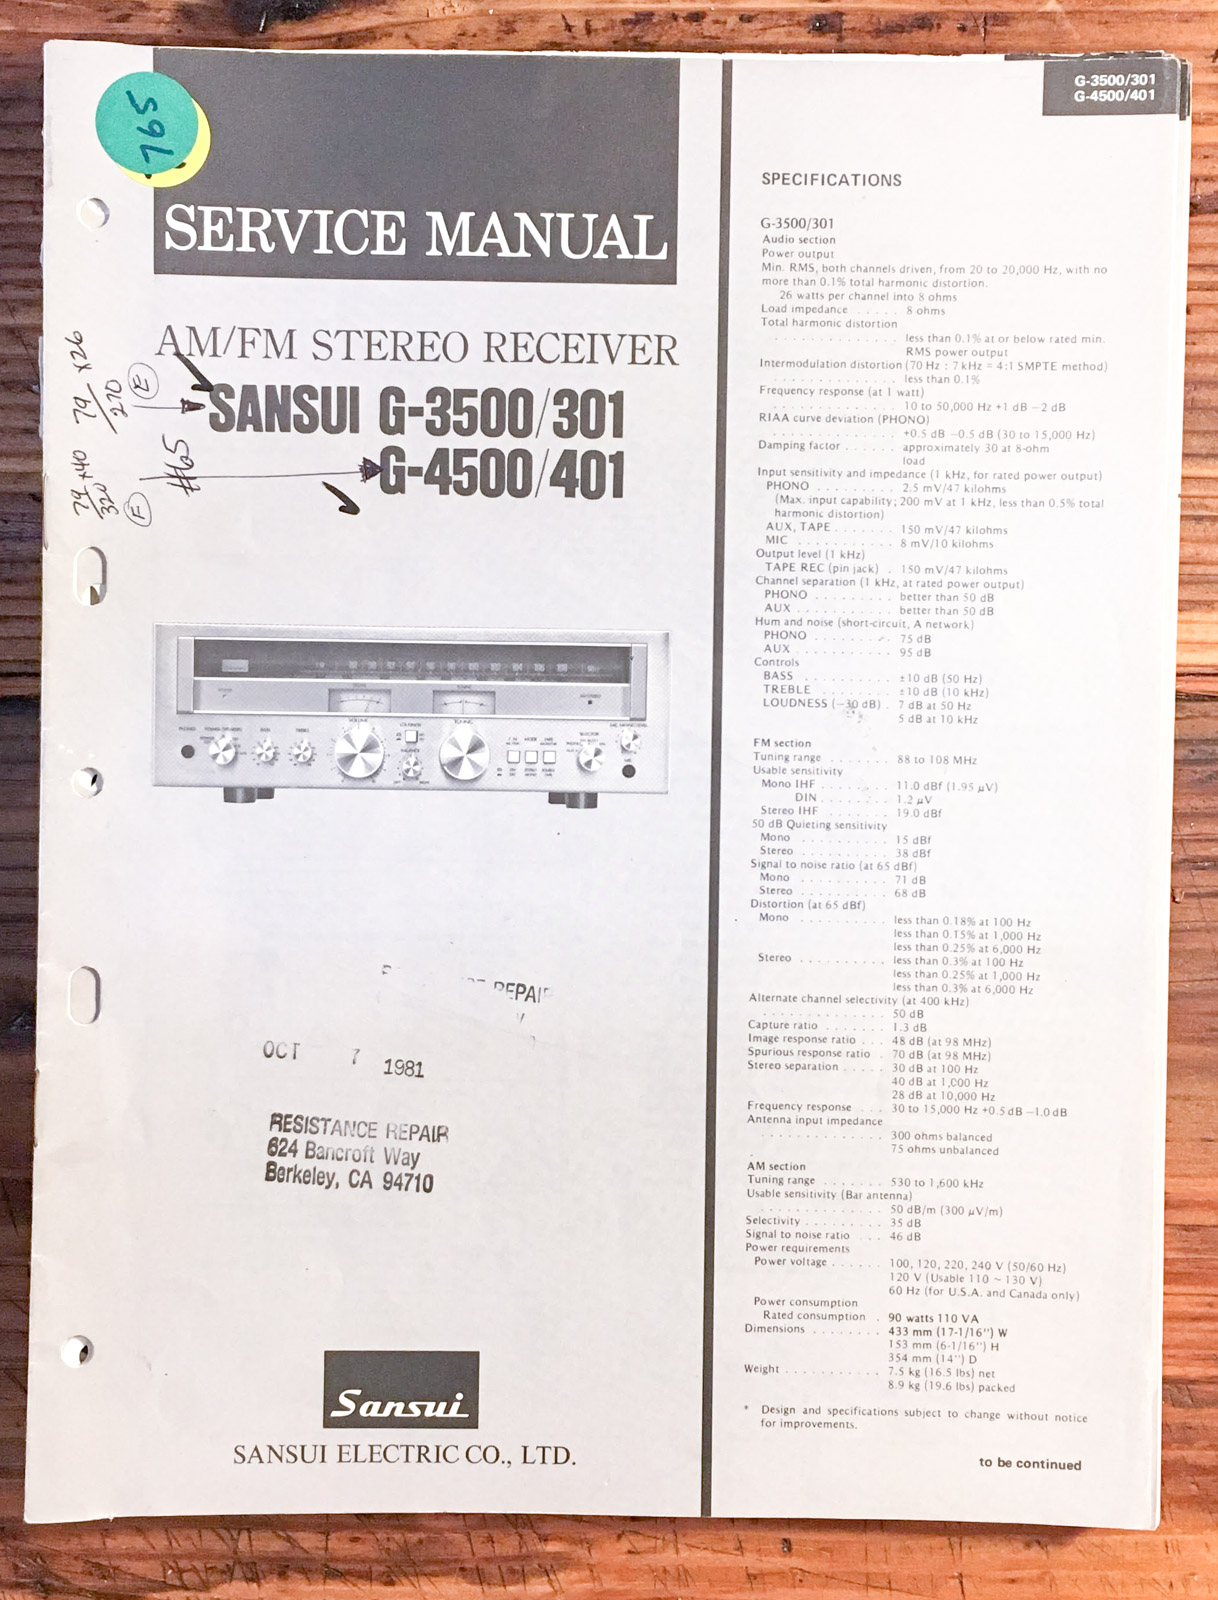 G-3500/301
G-4500/401
765
SERVICE MANUAL
AM/FM STEREO RECEIVER
SANSUI G-3500/301
G-4500/401
79 x26
270
E
79 x40
320
F
#65
OCT 7 1981
RESISTANCE REPAIR
624 Bancroft Way
Berkeley, CA 94710
Sansui
SANSUI ELECTRIC CO., LTD.
SPECIFICATIONS
G-3500/301
Audio section
Power output
Min. RMS, both channels driven, from 20 to 20,000 Hz, with no
more than 0.1% total harmonic distortion.
26 watts per channel into 8 ohms
Load impedance ..... 8 ohms
Total harmonic distortion
.............. less than 0.1% at or below rated min.
RMS power output
Intermodulation distortion (70 Hz : 7 kHz = 4:1 SMPTE method)
.............. less than 0.1%
Frequency response (at 1 watt)
.............. 10 to 50,000 Hz +1 dB −2 dB
RIAA curve deviation (PHONO)
.............. +0.5 dB −0.5 dB (30 to 15,000 Hz)
Damping factor ...... approximately 30 at 8-ohm
load
Input sensitivity and impedance (1 kHz, for rated power output)
PHONO ......... 2.5 mV/47 kilohms
(Max. input capability; 200 mV at 1 kHz, less than 0.5% total
harmonic distortion)
AUX, TAPE ....... 150 mV/47 kilohms
MIC ........... 8 mV/10 kilohms
Output level (1 kHz)
TAPE REC (pin jack) . 150 mV/47 kilohms
Channel separation (1 kHz, at rated power output)
PHONO ......... better than 50 dB
AUX ........... better than 50 dB
Hum and noise (short-circuit, A network)
PHONO ......... 75 dB
AUX ........... 95 dB
Controls
BASS .......... ±10 dB (50 Hz)
TREBLE ........ ±10 dB (10 kHz)
LOUDNESS (−30 dB) . 7 dB at 50 Hz
5 dB at 10 kHz
FM section
Tuning range ....... 88 to 108 MHz
Usable sensitivity
Mono IHF ........ 11.0 dBf (1.95 μV)
DIN ........ 1.2 μV
Stereo IHF ....... 19.0 dBf
50 dB Quieting sensitivity
Mono .......... 15 dBf
Stereo ......... 38 dBf
Signal to noise ratio (at 65 dBf)
Mono .......... 71 dB
Stereo ......... 68 dB
Distortion (at 65 dBf)
Mono .......... less than 0.18% at 100 Hz
less than 0.15% at 1,000 Hz
less than 0.25% at 6,000 Hz
Stereo .......... less than 0.3% at 100 Hz
less than 0.25% at 1,000 Hz
less than 0.3% at 6,000 Hz
Alternate channel selectivity (at 400 kHz)
.............. 50 dB
Capture ratio ....... 1.3 dB
Image response ratio ... 48 dB (at 98 MHz)
Spurious response ratio . 70 dB (at 98 MHz)
Stereo separation ..... 30 dB at 100 Hz
40 dB at 1,000 Hz
28 dB at 10,000 Hz
Frequency response ... 30 to 15,000 Hz +0.5 dB −1.0 dB
Antenna input impedance
.............. 300 ohms balanced
75 ohms unbalanced
AM section
Tuning range ....... 530 to 1,600 kHz
Usable sensitivity (Bar antenna)
.............. 50 dB/m (300 μV/m)
Selectivity ......... 35 dB
Signal to noise ratio ... 46 dB
Power requirements
Power voltage ...... 100, 120, 220, 240 V (50/60 Hz)
120 V (Usable 110 ~ 130 V)
60 Hz (for U.S.A. and Canada only)
Power consumption
Rated consumption . 90 watts 110 VA
Dimensions ........ 433 mm (17-1/16") W
153 mm (6-1/16") H
354 mm (14") D
Weight ........... 7.5 kg (16.5 lbs) net
8.9 kg (19.6 lbs) packed
* Design and specifications subject to change without notice
for improvements.
to be continued